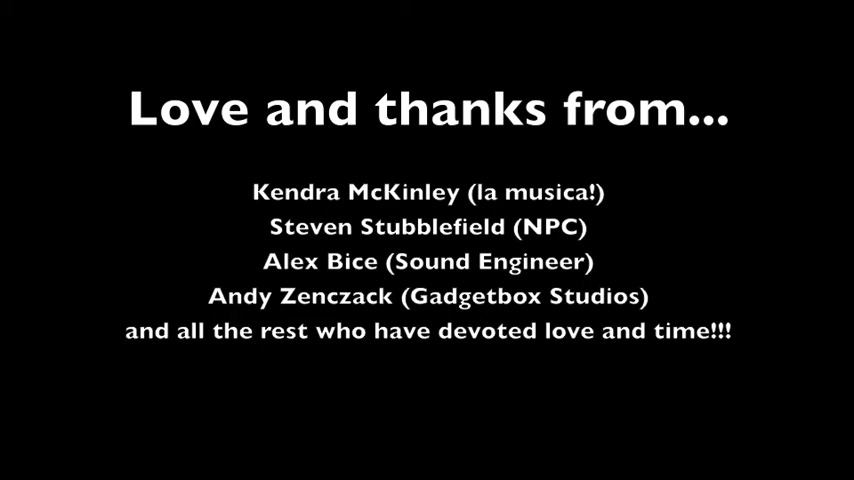 Love and thanks from...
Kendra McKinley (la musica!)
Steven Stubblefield (NPC)
Alex Bice (Sound Engineer)
Andy Zenczack (Gadgetbox Studios)
and all the rest who have devoted love and time!!!